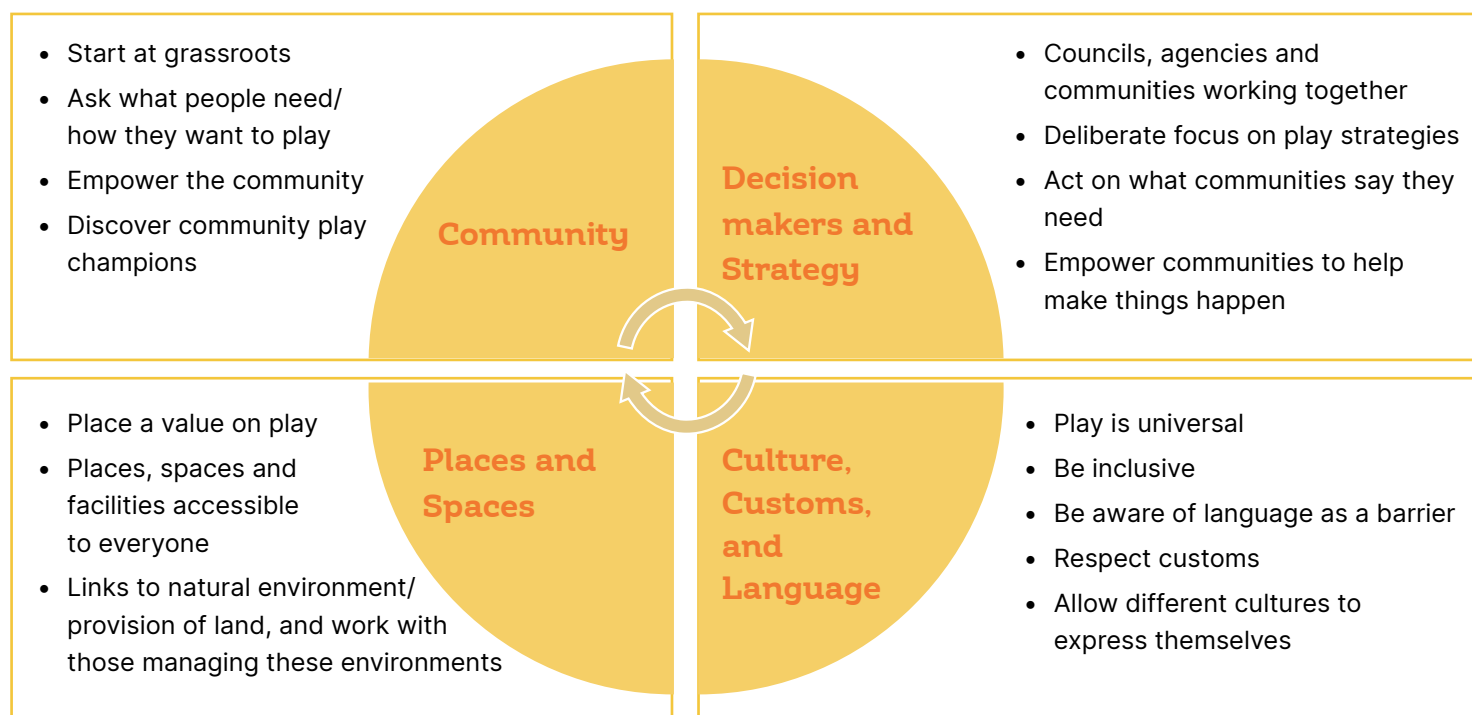 • Start at grassroots
• Ask what people need/
how they want to play
• Empower the community
• Discover community play
champions
Community
Decision
makers and
Strategy
• Councils, agencies and
communities working together
• Deliberate focus on play strategies
• Act on what communities say they
need
• Empower communities to help
make things happen
• Place a value on play
• Places, spaces and
facilities accessible
to everyone
• Links to natural environment/
provision of land, and work with
those managing these environments
Places and
Spaces
Culture,
Customs,
and
Language
• Play is universal
• Be inclusive
• Be aware of language as a barrier
• Respect customs
• Allow different cultures to
express themselves